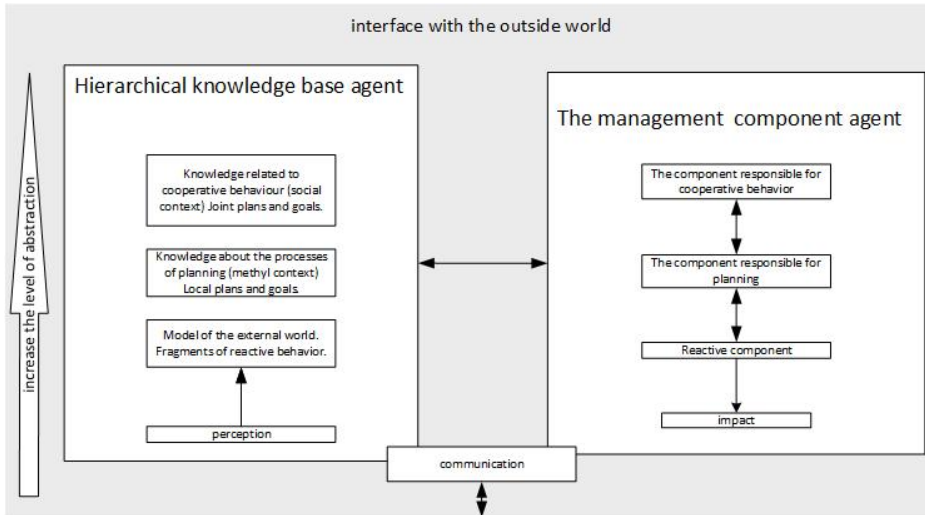 interface with the outside world
increase the level of abstraction
Hierarchical knowledge base agent
Knowledge related to
cooperative behaviour (social
context) Joint plans and goals.
Knowledge about the processes
of planning (methyl context)
Local plans and goals.
Model of the external world.
Fragments of reactive behavior.
perception
The management component agent
The component responsible for
cooperative behavior
The component responsible for
planning
Reactive component
impact
communication